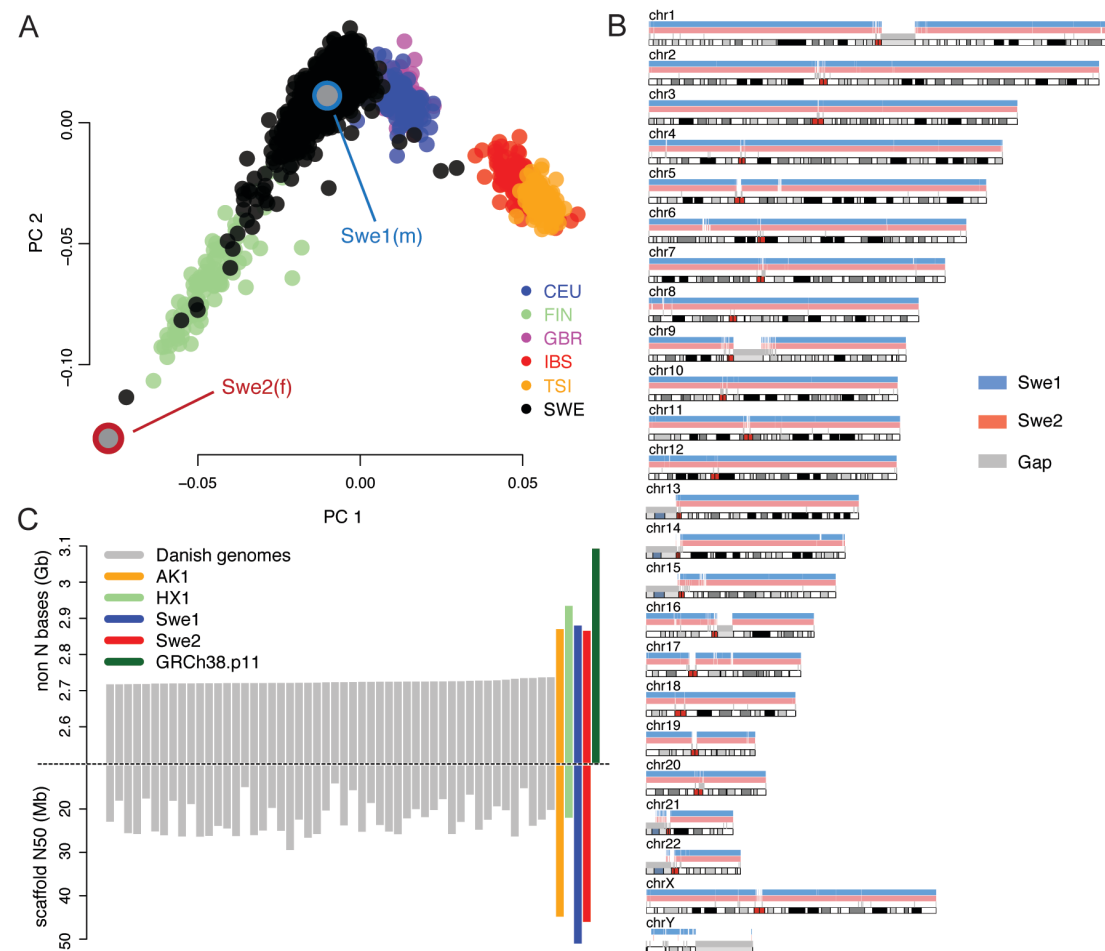 A
0.00
−0.05
−0.10
PC 2
Swe1(m)
Swe2(f)
CEU
FIN
GBR
IBS
TSI
SWE
−0.05
0.00
0.05
PC 1
B
chr1
chr2
chr3
chr4
chr5
chr6
chr7
chr8
chr9
chr10
chr11
chr12
chr13
chr14
chr15
chr16
chr17
chr18
chr19
chr20
chr21
chr22
chrX
chrY
Swe1
Swe2
Gap
C
3.1
3
2.9
2.8
2.7
2.6
non N bases (Gb)
20
30
40
50
scaffold N50 (Mb)
Danish genomes
AK1
HX1
Swe1
Swe2
GRCh38.p11